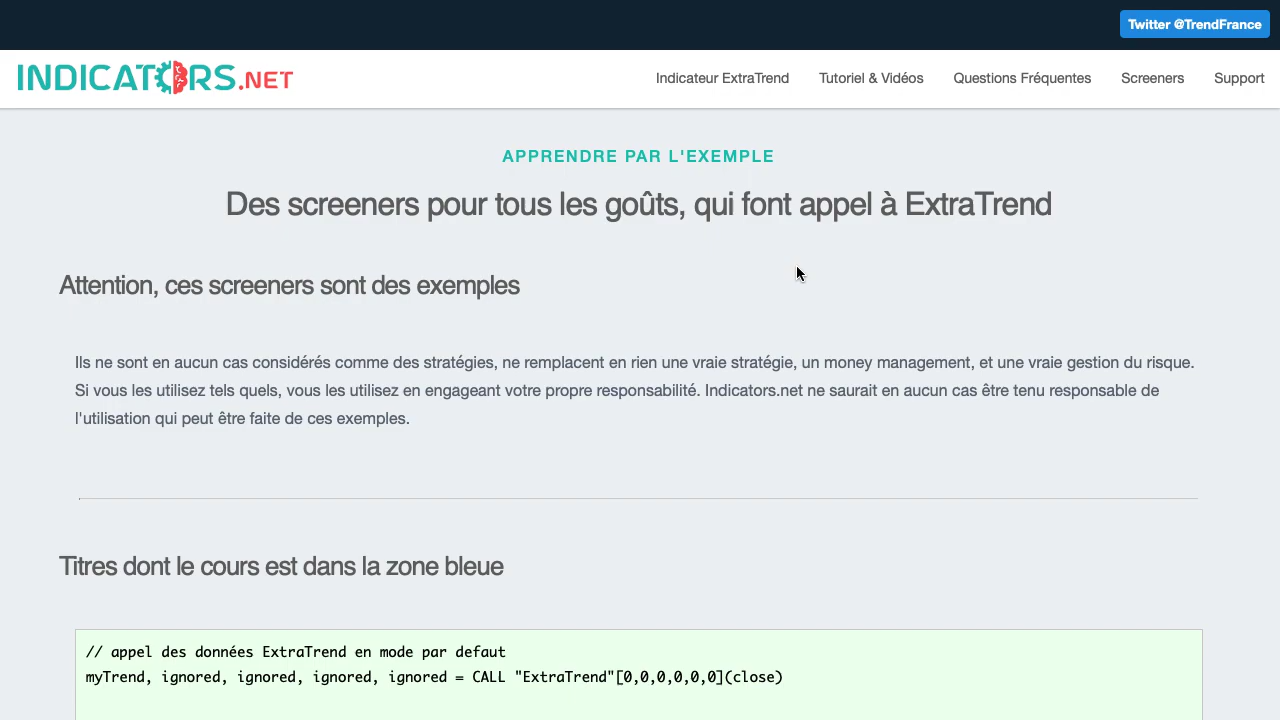 Twitter @TrendFrance
INDICATORS.NET
Indicateur ExtraTrend
Tutoriel & Vidéos
Questions Fréquentes
Screeners
Support
APPRENDRE PAR L'EXEMPLE
Des screeners pour tous les goûts, qui font appel à ExtraTrend
Attention, ces screeners sont des exemples
Ils ne sont en aucun cas considérés comme des stratégies, ne remplacent en rien une vraie stratégie, un money management, et une vraie gestion du risque.
Si vous les utilisez tels quels, vous les utilisez en engageant votre propre responsabilité. Indicators.net ne saurait en aucun cas être tenu responsable de
l'utilisation qui peut être faite de ces exemples.
Titres dont le cours est dans la zone bleue
// appel des données ExtraTrend en mode par defaut
myTrend, ignored, ignored, ignored, ignored = CALL "ExtraTrend"[0,0,0,0,0,0](close)